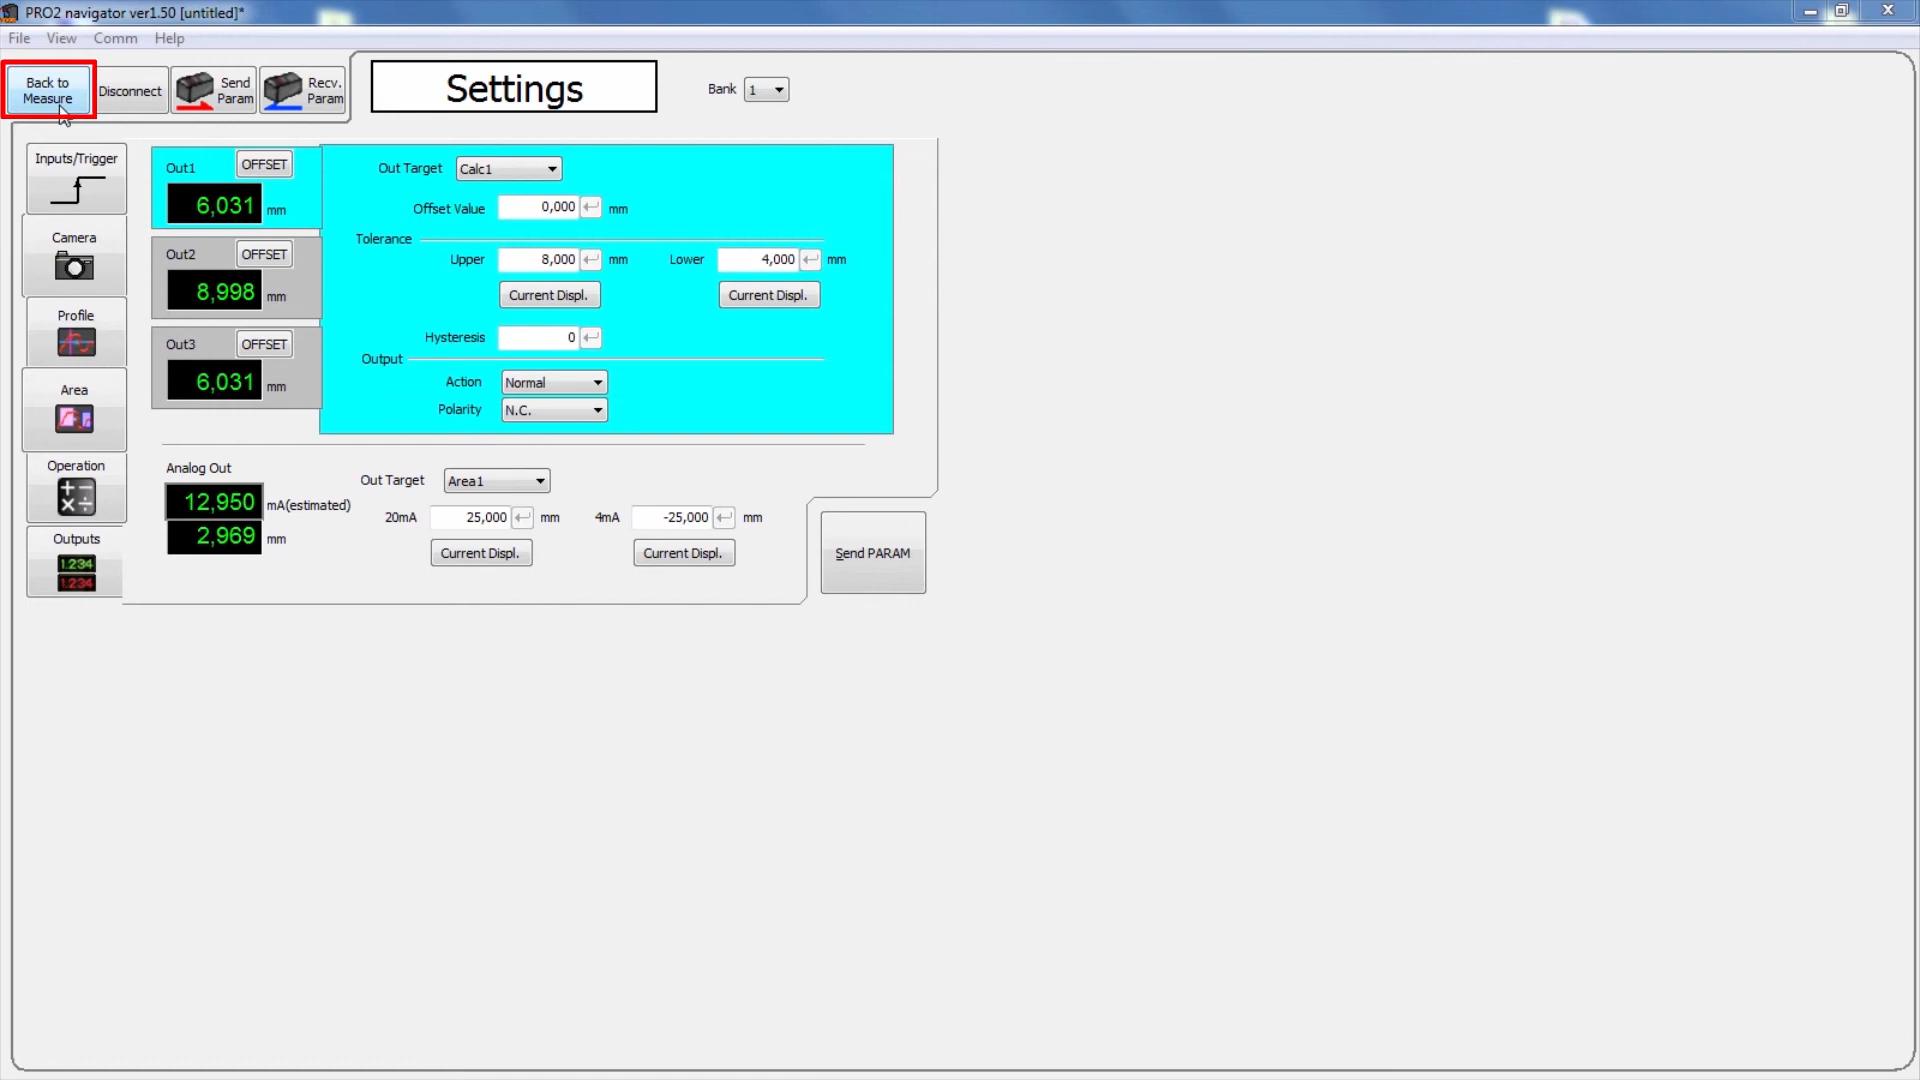 PRO2 navigator ver1.50 [untitled]*
File View Comm Help
Back to
Measure
Disconnect
Send
Param
Recv.
Param
Settings
Bank 1
Inputs/Trigger
Camera
Profile
Area
Operation
Outputs
1.234
1.234
Out1 OFFSET
6,031 mm
Out2 OFFSET
8,998 mm
Out3 OFFSET
6,031 mm
Out Target Calc1
Offset Value 0,000 mm
Tolerance
Upper 8,000 mm Lower 4,000 mm
Current Displ. Current Displ.
Hysteresis 0
Output
Action Normal
Polarity N.C.
Analog Out
12,950 mA(estimated)
2,969 mm
Out Target Area1
20mA 25,000 mm 4mA -25,000 mm
Current Displ. Current Displ.
Send PARAM